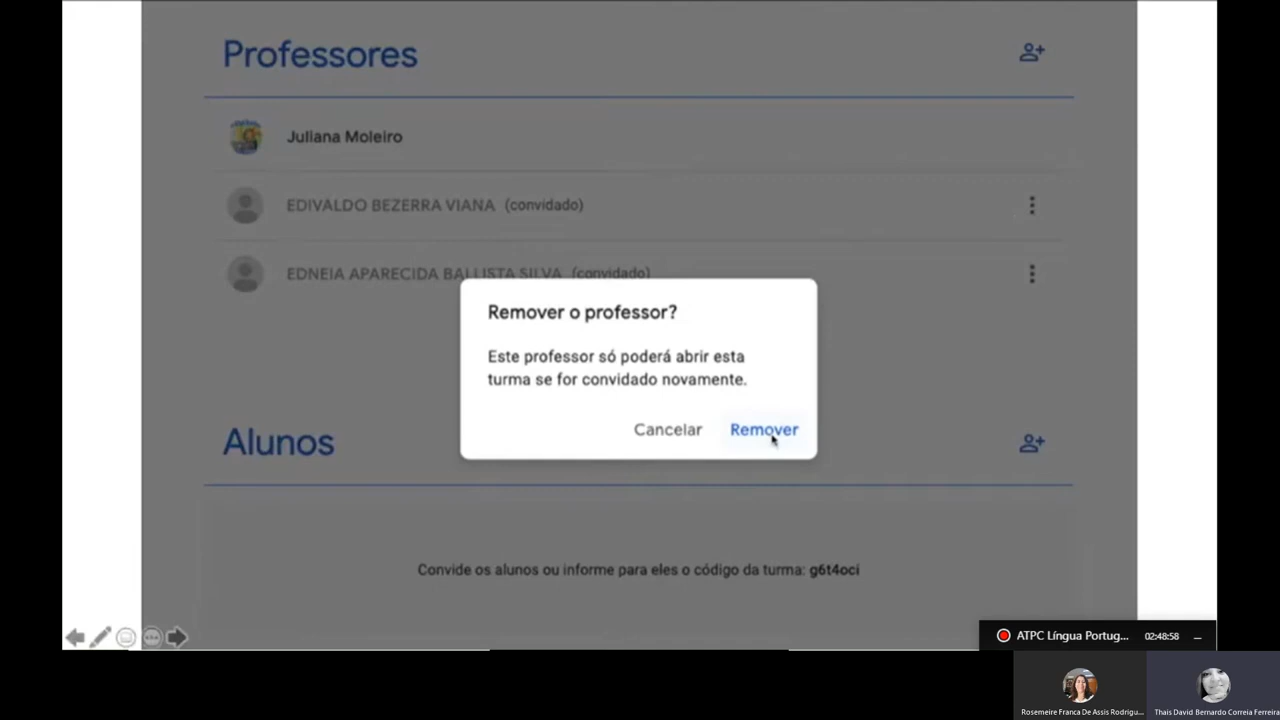 Professores
Juliana Moleiro
EDIVALDO BEZERRA VIANA (convidado)
EDNEIA APARECIDA BALLISTA SILVA (convidado)
Remover o professor?
Este professor só poderá abrir esta
turma se for convidado novamente.
Cancelar Remover
Alunos
Convide os alunos ou informe para eles o código da turma: g6t4oci
ATPC Língua Portug... 02:48:58
Rosemeire Franca De Assis Rodrigu... Thais David Bernardo Correia Ferreira